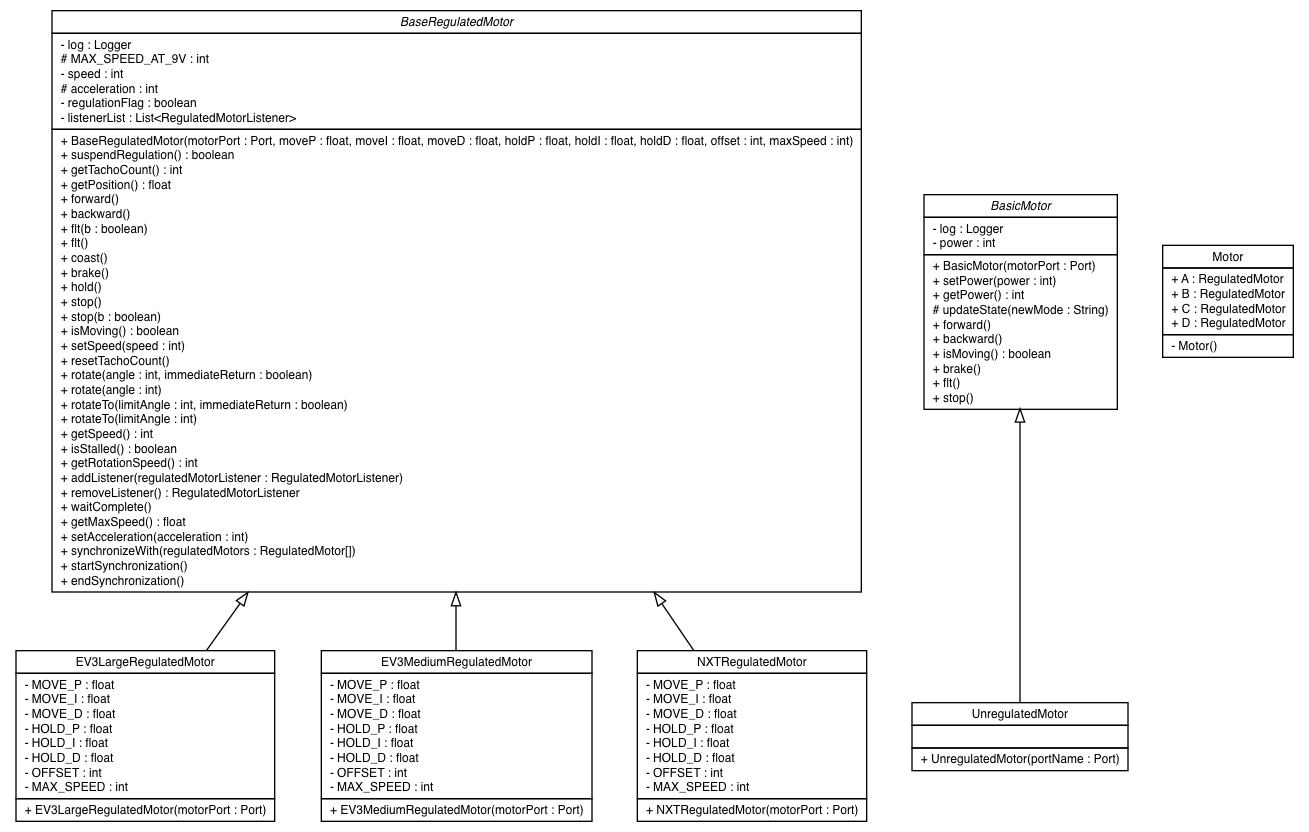 BaseRegulatedMotor
- log : Logger
# MAX_SPEED_AT_9V : int
- speed : int
# acceleration : int
- regulationFlag : boolean
- listenerList : List<RegulatedMotorListener>
+ BaseRegulatedMotor(motorPort : Port, moveP : float, moveI : float, moveD : float, holdP : float, holdI : float, holdD : float, offset : int, maxSpeed : int)
+ suspendRegulation() : boolean
+ getTachoCount() : int
+ getPosition() : float
+ forward()
+ backward()
+ flt(b : boolean)
+ flt()
+ coast()
+ brake()
+ hold()
+ stop()
+ stop(b : boolean)
+ isMoving() : boolean
+ setSpeed(speed : int)
+ resetTachoCount()
+ rotate(angle : int, immediateReturn : boolean)
+ rotate(angle : int)
+ rotateTo(limitAngle : int, immediateReturn : boolean)
+ rotateTo(limitAngle : int)
+ getSpeed() : int
+ isStalled() : boolean
+ getRotationSpeed() : int
+ addListener(regulatedMotorListener : RegulatedMotorListener)
+ removeListener() : RegulatedMotorListener
+ waitComplete()
+ getMaxSpeed() : float
+ setAcceleration(acceleration : int)
+ synchronizeWith(regulatedMotors : RegulatedMotor[])
+ startSynchronization()
+ endSynchronization()
BasicMotor
- log : Logger
- power : int
+ BasicMotor(motorPort : Port)
+ setPower(power : int)
+ getPower() : int
# updateState(newMode : String)
+ forward()
+ backward()
+ isMoving() : boolean
+ brake()
+ flt()
+ stop()
Motor
+ A : RegulatedMotor
+ B : RegulatedMotor
+ C : RegulatedMotor
+ D : RegulatedMotor
- Motor()
EV3LargeRegulatedMotor
- MOVE_P : float
- MOVE_I : float
- MOVE_D : float
- HOLD_P : float
- HOLD_I : float
- HOLD_D : float
- OFFSET : int
- MAX_SPEED : int
+ EV3LargeRegulatedMotor(motorPort : Port)
EV3MediumRegulatedMotor
- MOVE_P : float
- MOVE_I : float
- MOVE_D : float
- HOLD_P : float
- HOLD_I : float
- HOLD_D : float
- OFFSET : int
- MAX_SPEED : int
+ EV3MediumRegulatedMotor(motorPort : Port)
NXTRegulatedMotor
- MOVE_P : float
- MOVE_I : float
- MOVE_D : float
- HOLD_P : float
- HOLD_I : float
- HOLD_D : float
- OFFSET : int
- MAX_SPEED : int
+ NXTRegulatedMotor(motorPort : Port)
UnregulatedMotor
+ UnregulatedMotor(portName : Port)